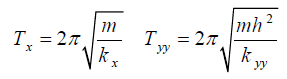 T_x = 2π√(m/k_x) T_yy = 2π√(mh²/k_yy)